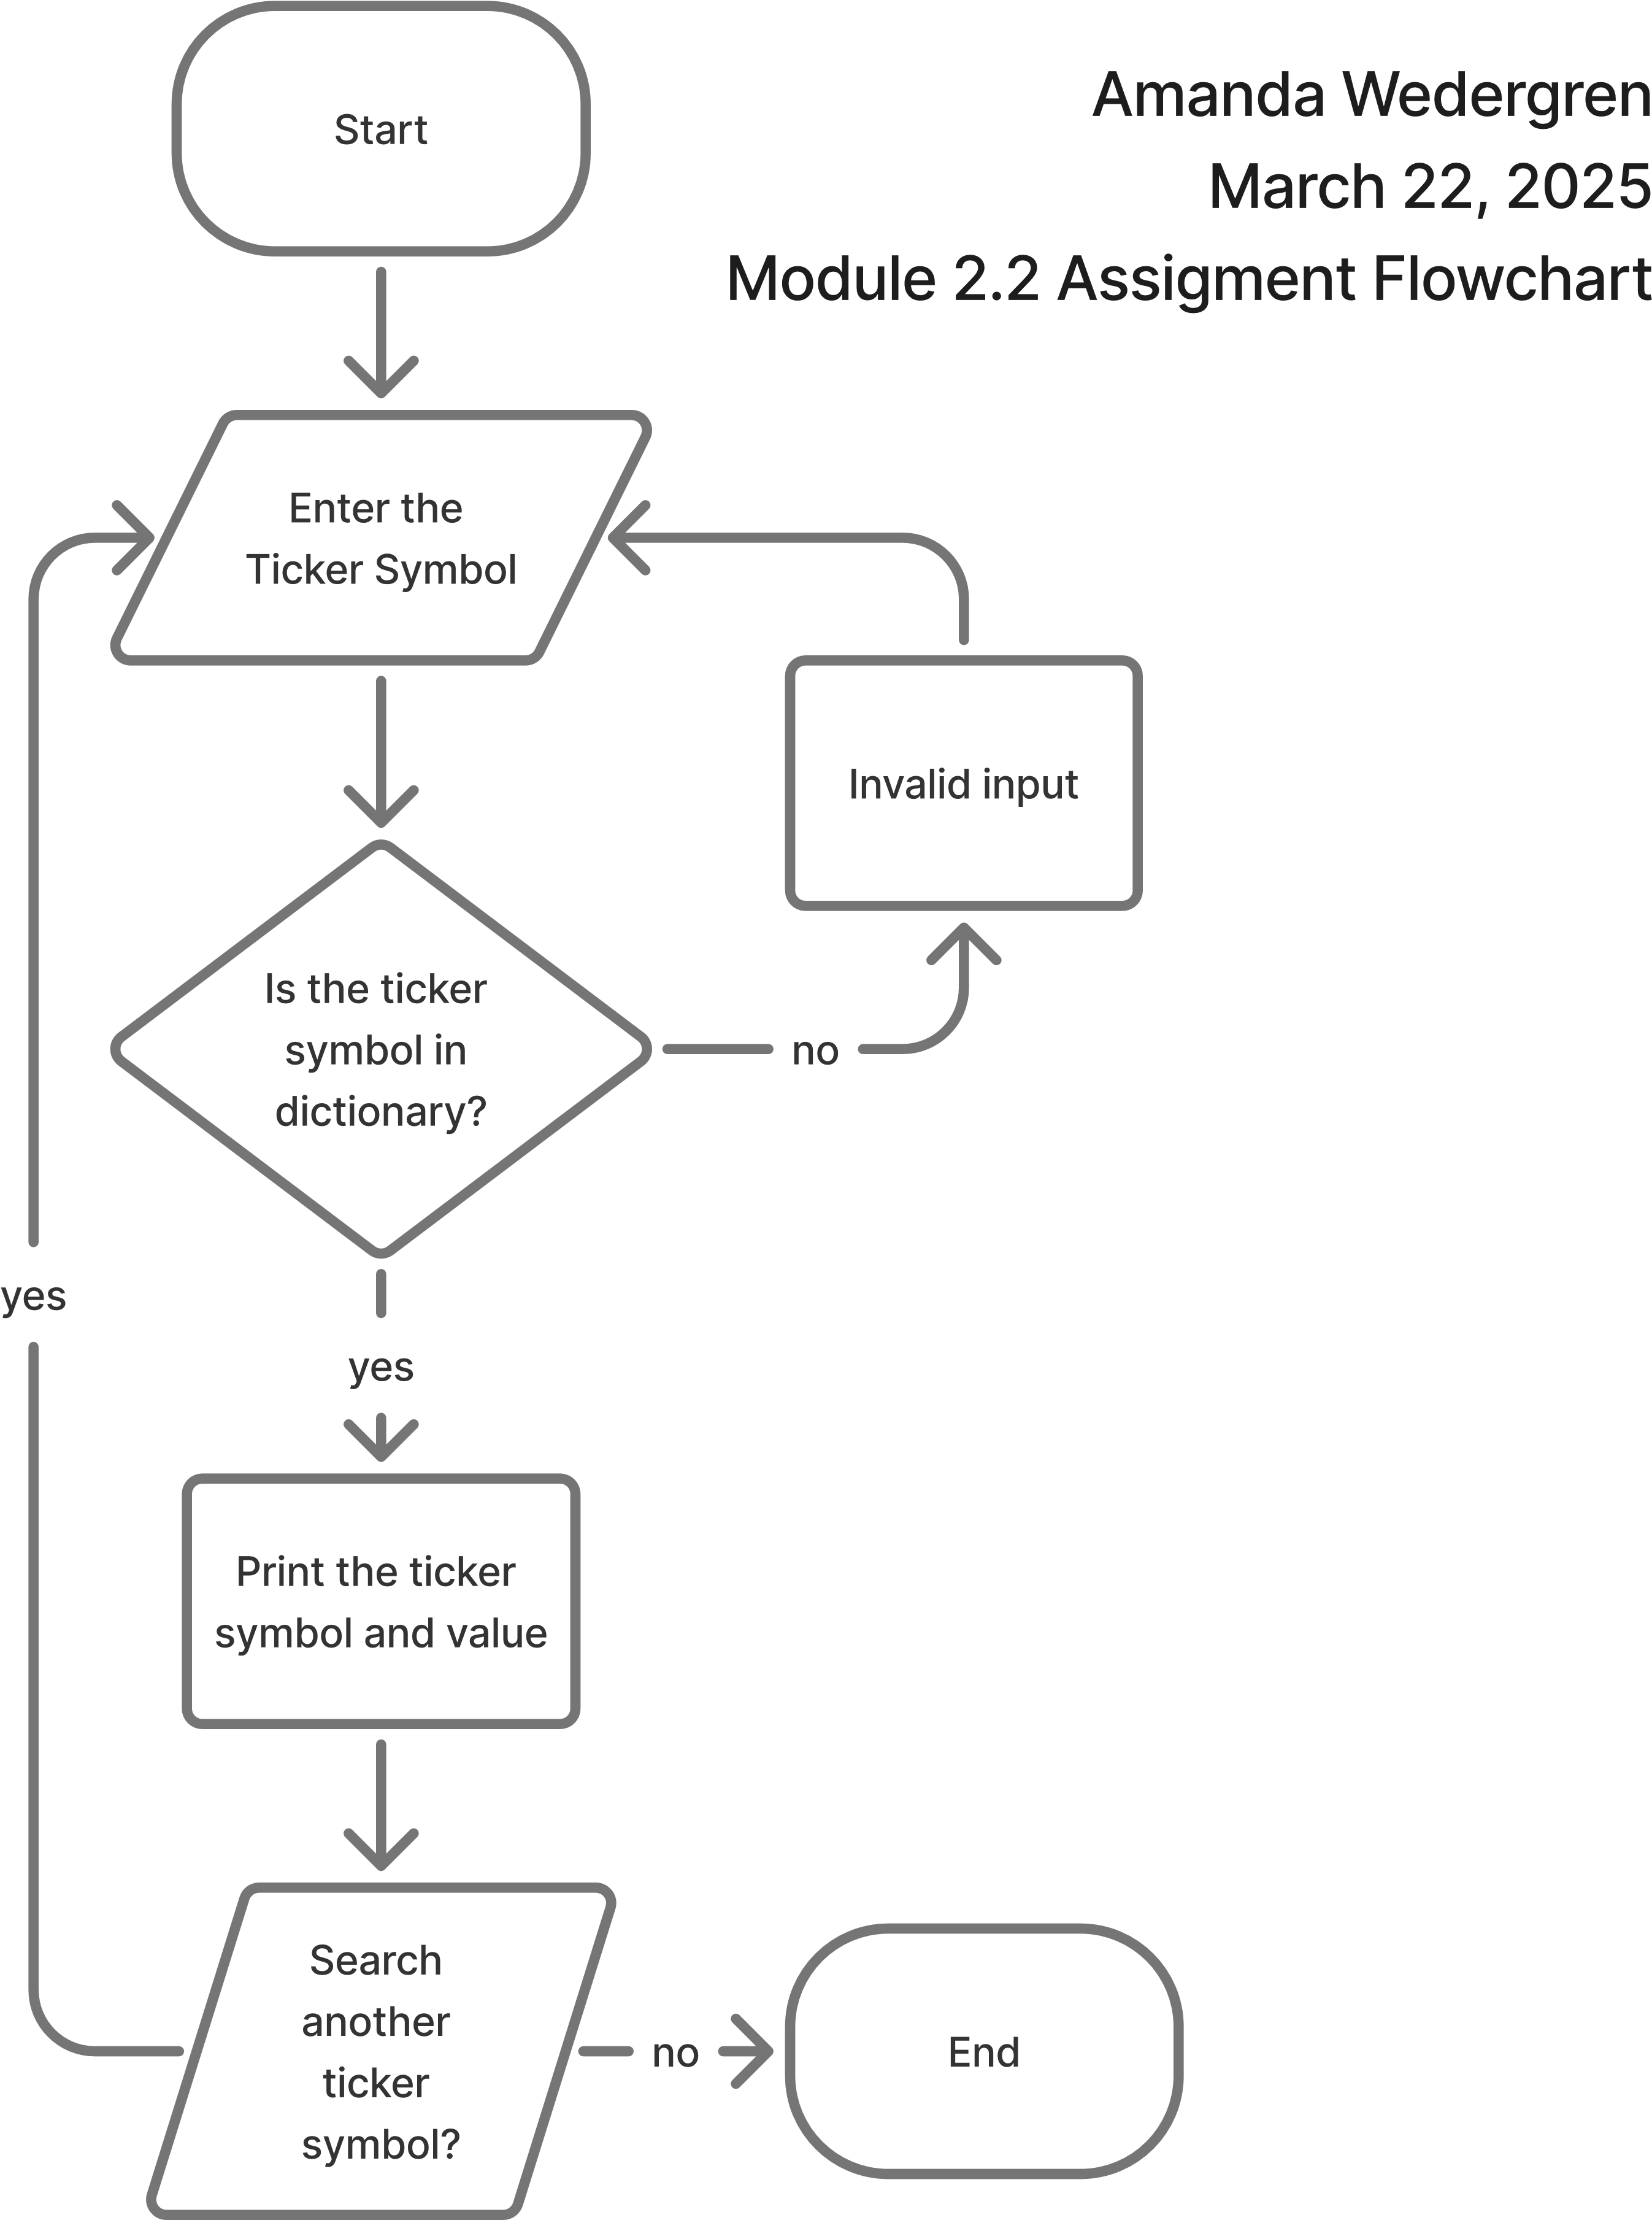 Start
Amanda Wedergren
March 22, 2025
Module 2.2 Assigment Flowchart
Enter the
Ticker Symbol
Invalid input
Is the ticker
symbol in
dictionary?
no
yes
yes
Print the ticker
symbol and value
Search
another
ticker
symbol?
no
End